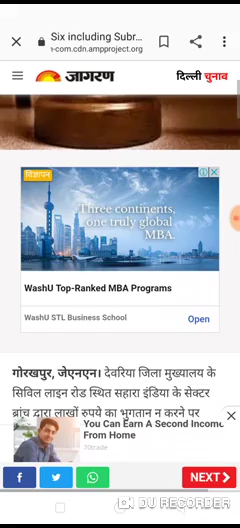 Six including Subr...
n-com.cdn.ampproject.org
जागरण
दिल्ली चुनाव
विज्ञापन
Three continents,
one truly global
MBA.
WashU Top-Ranked MBA Programs
WashU STL Business School
Open
गोरखपुर, जेएनएन। देवरिया जिला मुख्यालय के
सिविल लाइन रोड स्थित सहारा इंडिया के सेक्टर
ब्रांच द्वारा लाखों रुपये का भुगतान न करने पर
You Can Earn A Second Income
From Home
70trade
NEXT
DU RECORDER